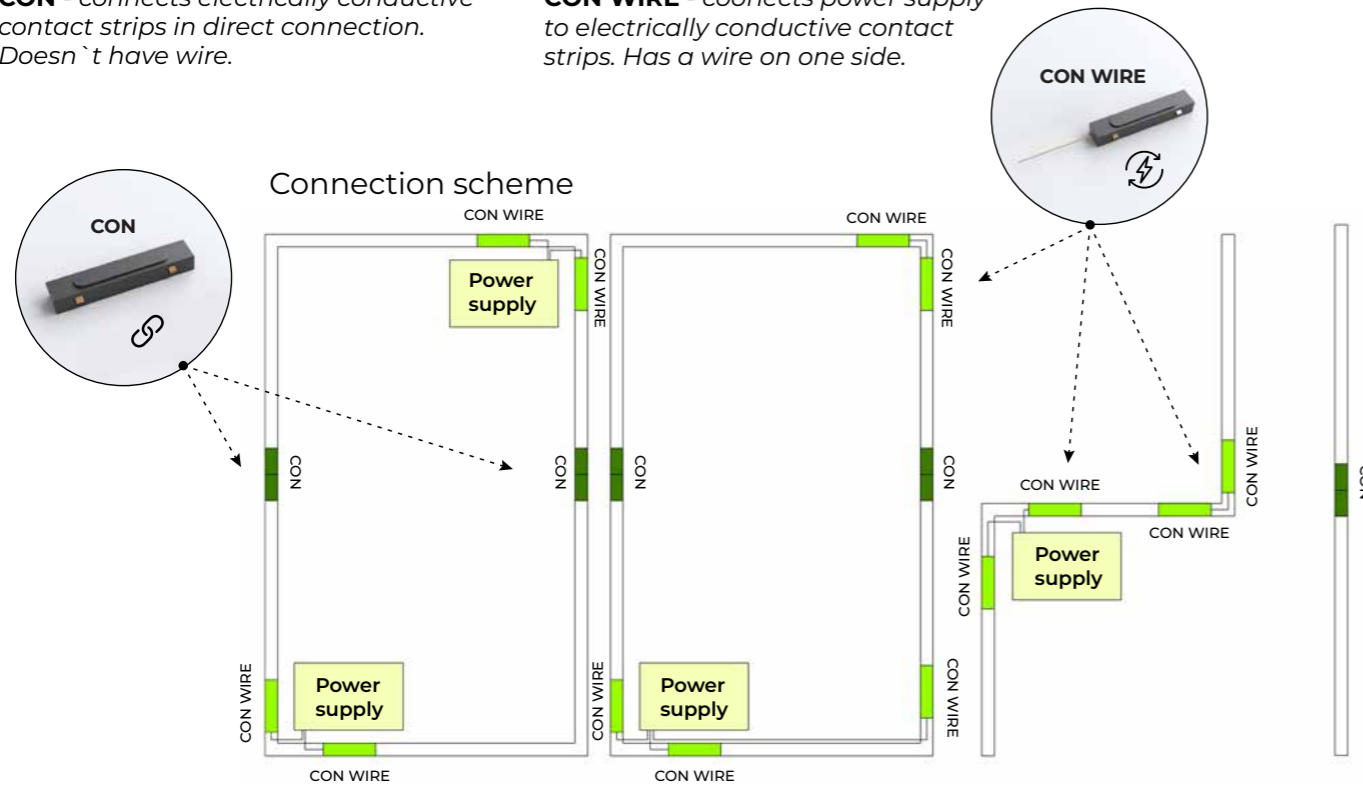 CON - connects electrically conductive
contact strips in direct connection.
Doesn`t have wire.
CON WIRE - coonects power supply
to electrically conductive contact
strips. Has a wire on one side.
CON WIRE
CON
Connection scheme
CON WIRE
CON WIRE
Power
supply
CON WIRE
CON WIRE
CON
CON
CON
CON
CON WIRE
CON WIRE
CON WIRE
CON WIRE
Power
supply
CON
CON WIRE
Power
supply
CON WIRE
CON WIRE
Power
supply
CON WIRE
CON WIRE
CON WIRE